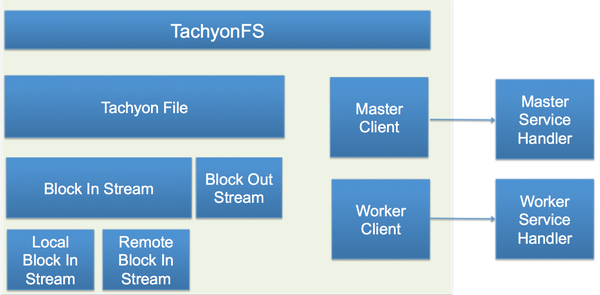 TachyonFS
Tachyon File
Master
Client
Master
Service
Handler
Block In Stream
Block Out
Stream
Worker
Client
Worker
Service
Handler
Local
Block In
Stream
Remote
Block In
Stream